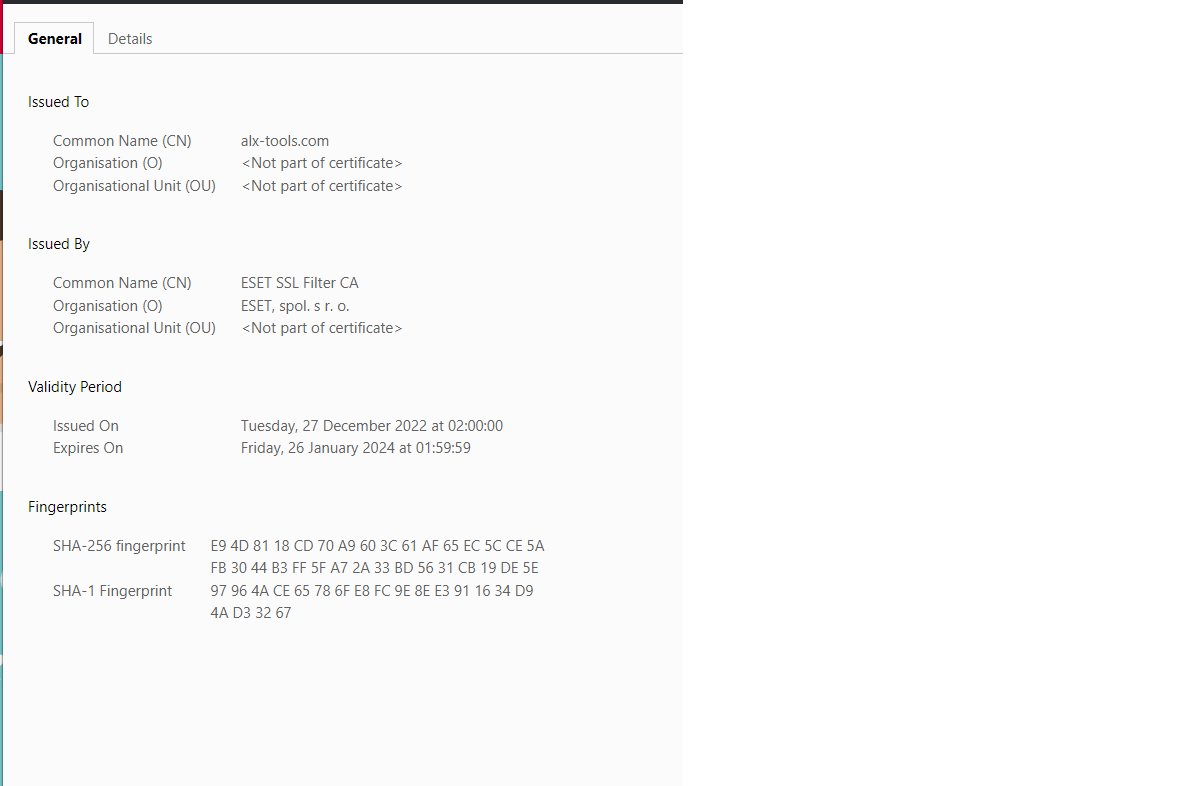 General Details
Issued To
Common Name (CN) alx-tools.com
Organisation (O) <Not part of certificate>
Organisational Unit (OU) <Not part of certificate>
Issued By
Common Name (CN) ESET SSL Filter CA
Organisation (O) ESET, spol. s r. o.
Organisational Unit (OU) <Not part of certificate>
Validity Period
Issued On Tuesday, 27 December 2022 at 02:00:00
Expires On Friday, 26 January 2024 at 01:59:59
Fingerprints
SHA-256 fingerprint E9 4D 81 18 CD 70 A9 60 3C 61 AF 65 EC 5C CE 5A
FB 30 44 B3 FF 5F A7 2A 33 BD 56 31 CB 19 DE 5E
SHA-1 Fingerprint 97 96 4A CE 65 78 6F E8 FC 9E 8E E3 91 16 34 D9
4A D3 32 67